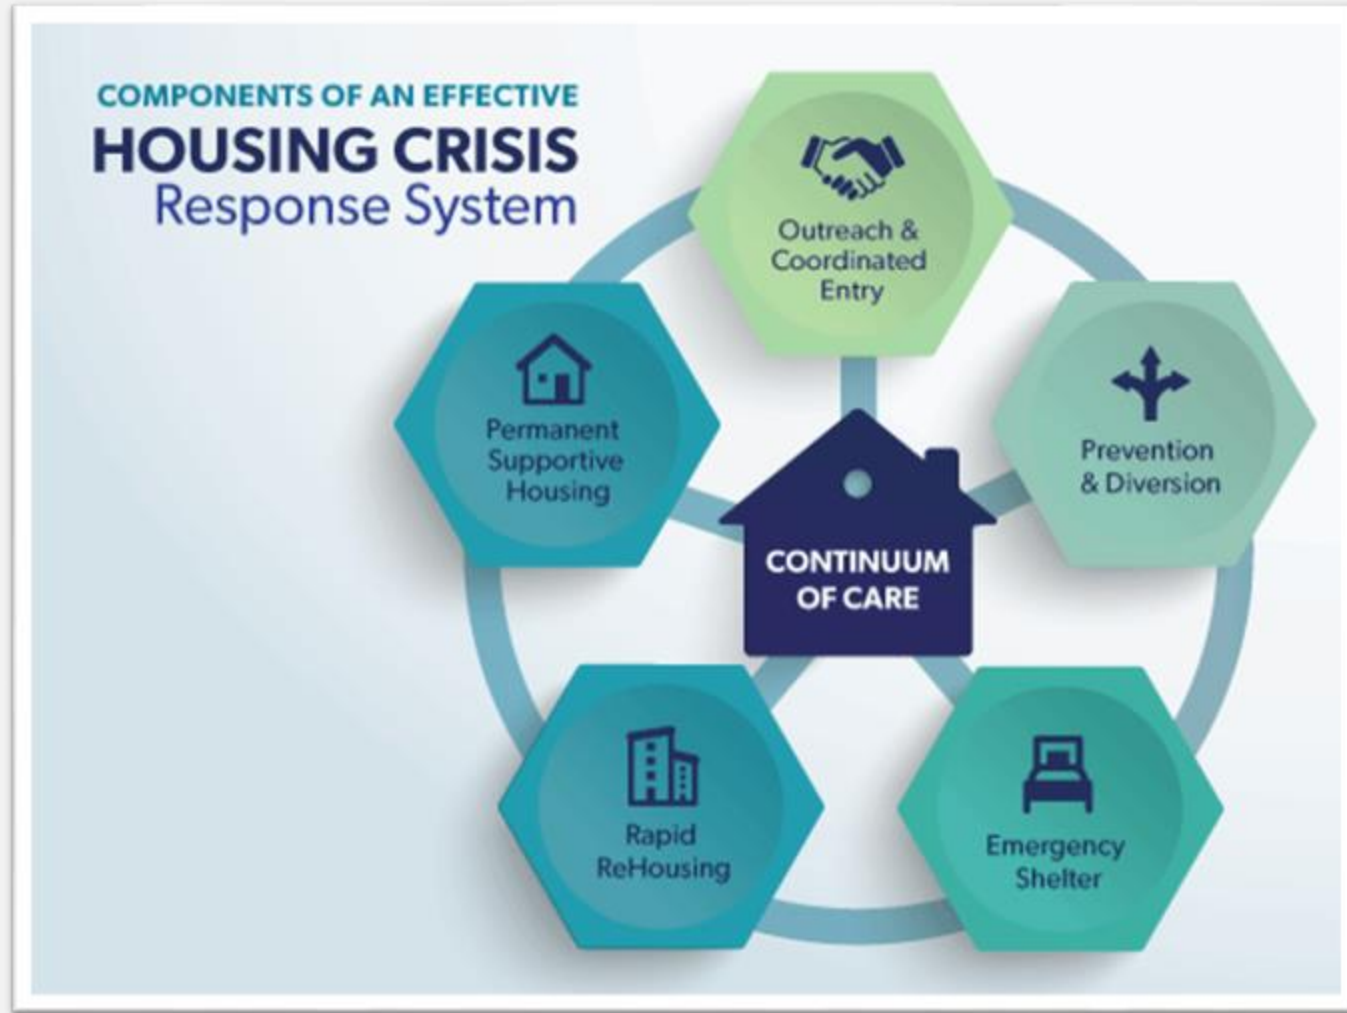 COMPONENTS OF AN EFFECTIVE
HOUSING CRISIS
Response System
Outreach &
Coordinated
Entry
Prevention
& Diversion
Emergency
Shelter
Rapid
ReHousing
Permanent
Supportive
Housing
CONTINUUM
OF CARE